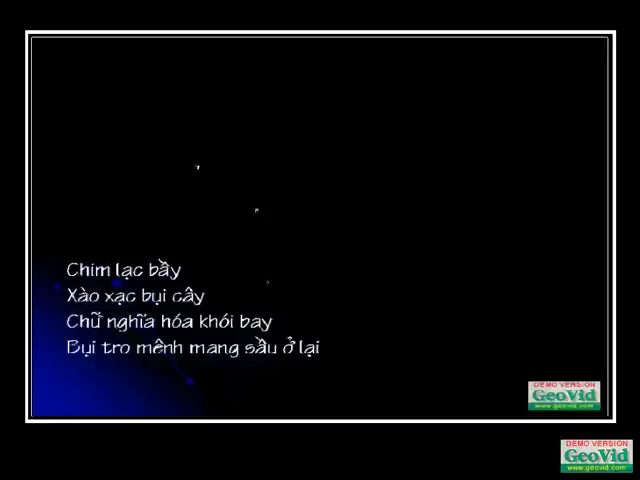 Chim lạc bầy
Xào xạc bụi cây
Chữ nghĩa hóa khói bay
Bụi tro mênh mang sầu ở lại
DEMO VERSION
GeoVid
www.geovid.com
DEMO VERSION
GeoVid
www.geovid.com